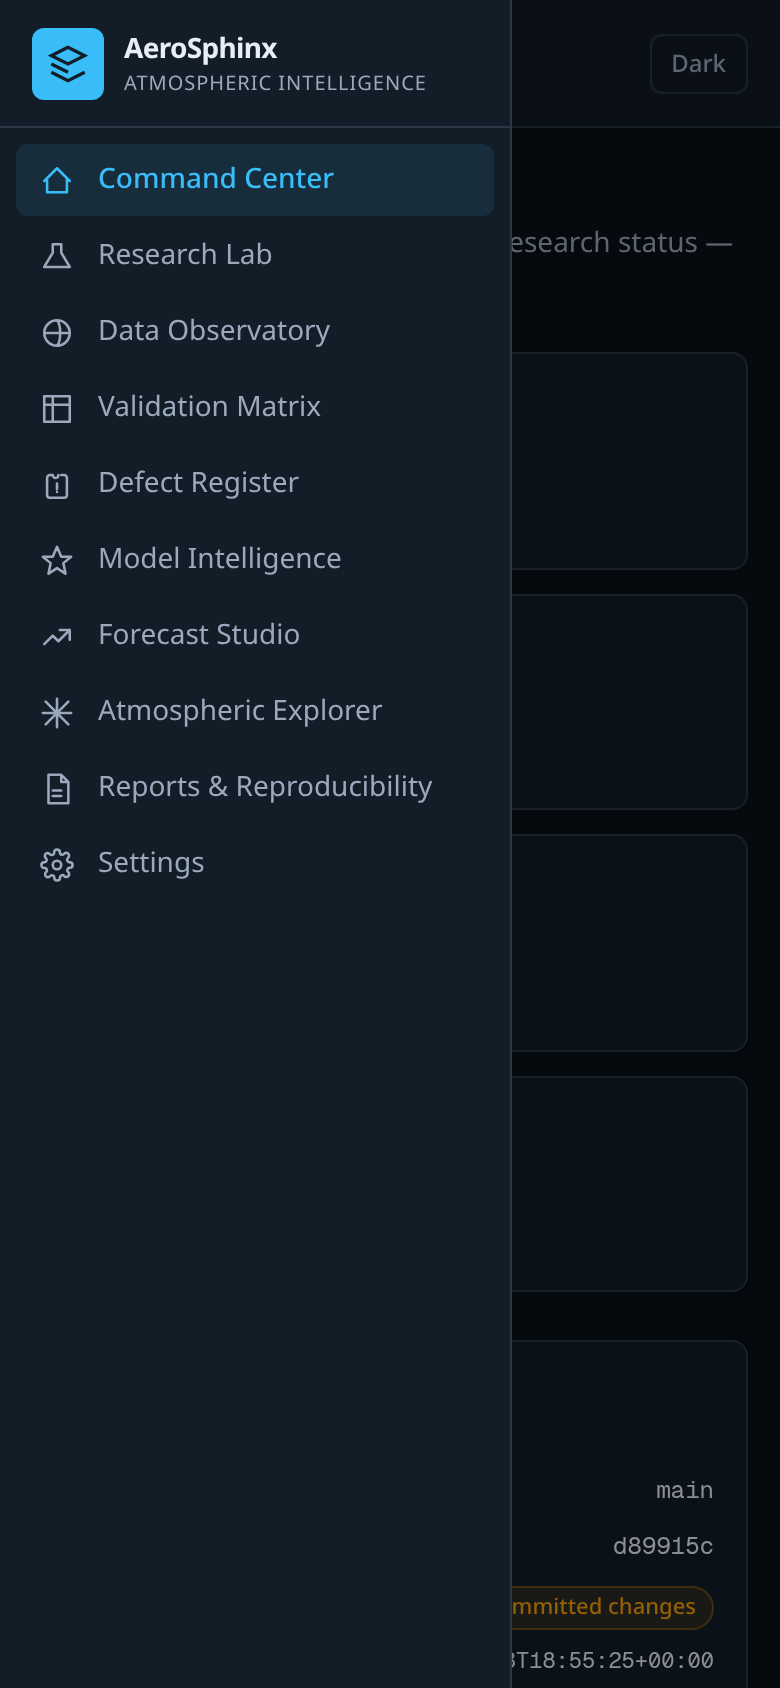 AeroSphinx
ATMOSPHERIC INTELLIGENCE
Dark
Command Center
Research Lab
esearch status —
Data Observatory
Validation Matrix
Defect Register
Model Intelligence
Forecast Studio
Atmospheric Explorer
Reports & Reproducibility
Settings
main
d89915c
mmitted changes
T18:55:25+00:00